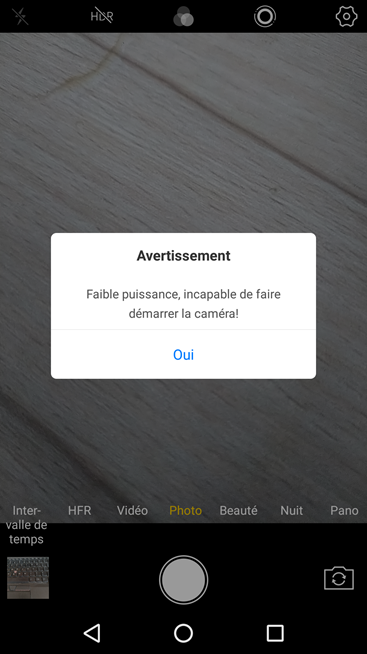 HDR
Avertissement
Faible puissance, incapable de faire
démarrer la caméra!
Oui
Inter-
valle de
temps
HFR
Vidéo
Photo
Beauté
Nuit
Pano